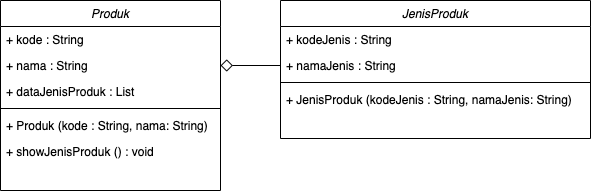 Produk
+ kode : String
+ nama : String
+ dataJenisProduk : List
+ Produk (kode : String, nama: String)
+ showJenisProduk () : void
JenisProduk
+ kodeJenis : String
+ namaJenis : String
+ JenisProduk (kodeJenis : String, namaJenis: String)